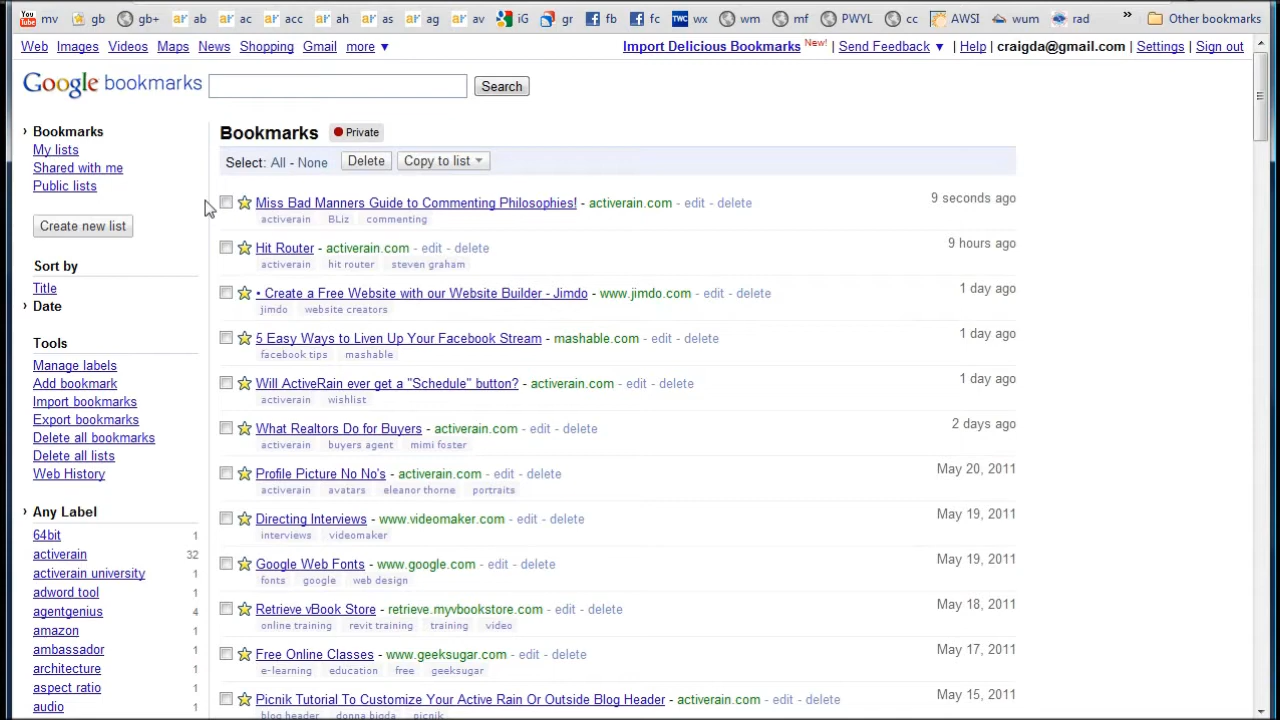 You Tube mv gb gb+ ar ab ar ac ar acc ar ah ar as ar ag ar av iG gr fb fc TWC wx wm mf PWYL cc AWSI wum rad » Other bookmarks
Web Images Videos Maps News Shopping Gmail more ▼ Import Delicious Bookmarks New! | Send Feedback ▼ | Help | craigda@gmail.com | Settings | Sign out
Google bookmarks Search
› Bookmarks
My lists
Shared with me
Public lists
Create new list
Sort by
Title
› Date
Tools
Manage labels
Add bookmark
Import bookmarks
Export bookmarks
Delete all bookmarks
Delete all lists
Web History
› Any Label
64bit 1
activerain 32
activerain university 1
adword tool 1
agentgenius 4
amazon 1
ambassador 1
architecture 1
aspect ratio 1
audio 1
Bookmarks Private
Select: All - None Delete Copy to list
Miss Bad Manners Guide to Commenting Philosophies! - activerain.com - edit - delete 9 seconds ago
activerain BLiz commenting
Hit Router - activerain.com - edit - delete 9 hours ago
activerain hit router steven graham
• Create a Free Website with our Website Builder - Jimdo - www.jimdo.com - edit - delete 1 day ago
jimdo website creators
5 Easy Ways to Liven Up Your Facebook Stream - mashable.com - edit - delete 1 day ago
facebook tips mashable
Will ActiveRain ever get a "Schedule" button? - activerain.com - edit - delete 1 day ago
activerain wishlist
What Realtors Do for Buyers - activerain.com - edit - delete 2 days ago
activerain buyers agent mimi foster
Profile Picture No No's - activerain.com - edit - delete May 20, 2011
activerain avatars eleanor thorne portraits
Directing Interviews - www.videomaker.com - edit - delete May 19, 2011
interviews videomaker
Google Web Fonts - www.google.com - edit - delete May 19, 2011
fonts google web design
Retrieve vBook Store - retrieve.myvbookstore.com - edit - delete May 18, 2011
online training revit training training video
Free Online Classes - www.geeksugar.com - edit - delete May 17, 2011
e-learning education free geeksugar
Picnik Tutorial To Customize Your Active Rain Or Outside Blog Header - activerain.com - edit - delete May 15, 2011
blog header donna bigda picnik